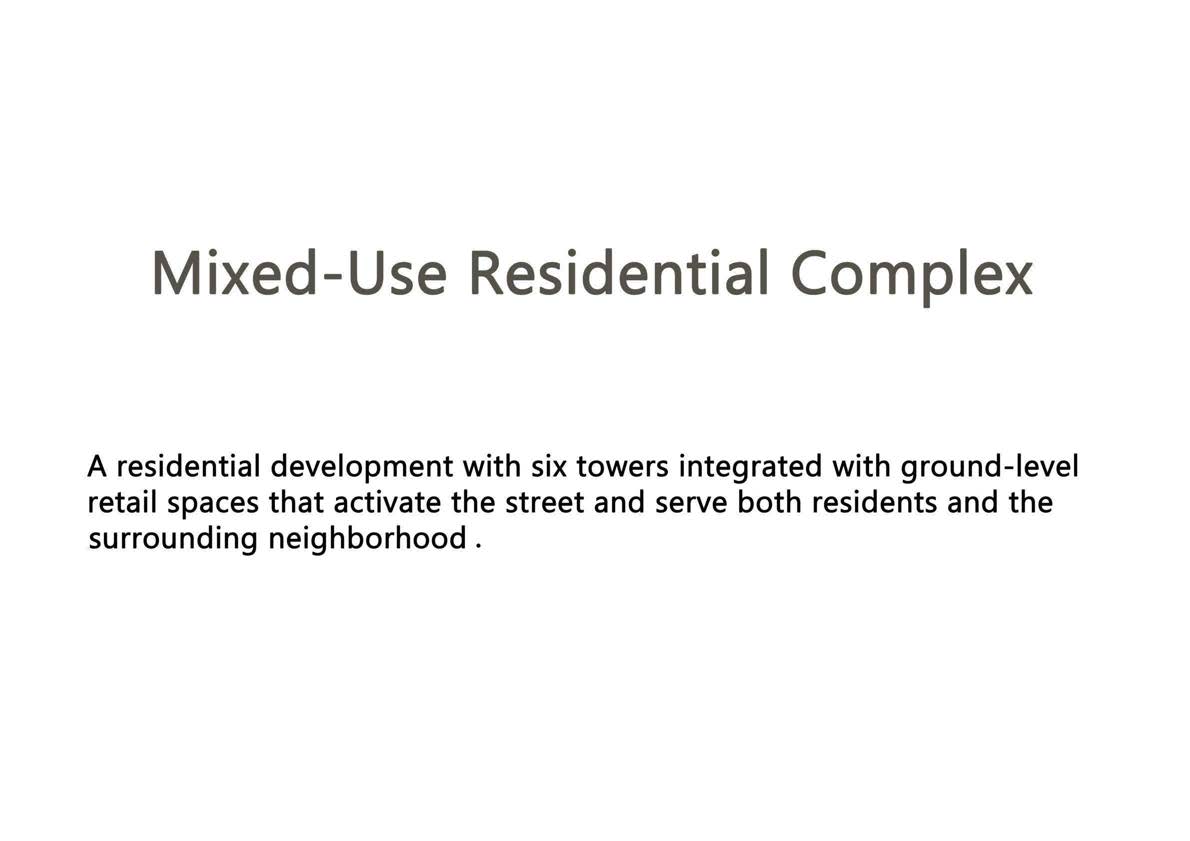 Mixed-Use Residential Complex
A residential development with six towers integrated with ground-level
retail spaces that activate the street and serve both residents and the
surrounding neighborhood .